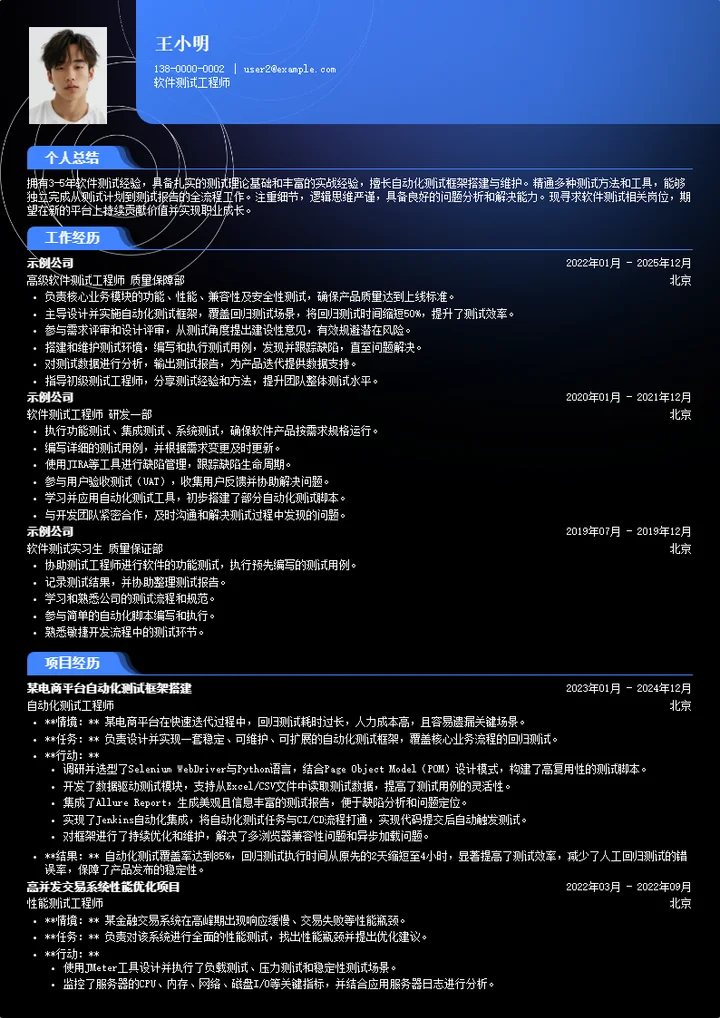 王小明
138-0000-0002 | user2@example.com
软件测试工程师
个人总结
拥有3-5年软件测试经验，具备扎实的测试理论基础和丰富的实战经验，擅长自动化测试框架搭建与维护。精通多种测试方法和工具，能够
独立完成从测试计划到测试报告的全流程工作。注重细节，逻辑思维严谨，具备良好的问题分析和解决能力。现寻求软件测试相关岗位，期
望在新的平台上持续贡献价值并实现职业成长。
工作经历
示例公司 2022年01月 - 2025年12月
高级软件测试工程师 质量保障部 北京
• 负责核心业务模块的功能、性能、兼容性及安全性测试，确保产品质量达到上线标准。
• 主导设计并实施自动化测试框架，覆盖回归测试场景，将回归测试时间缩短50%，提升了测试效率。
• 参与需求评审和设计评审，从测试角度提出建设性意见，有效规避潜在风险。
• 搭建和维护测试环境，编写和执行测试用例，发现并跟踪缺陷，直至问题解决。
• 对测试数据进行分析，输出测试报告，为产品迭代提供数据支持。
• 指导初级测试工程师，分享测试经验和方法，提升团队整体测试水平。
示例公司 2020年01月 - 2021年12月
软件测试工程师 研发一部 北京
• 执行功能测试、集成测试、系统测试，确保软件产品按需求规格运行。
• 编写详细的测试用例，并根据需求变更及时更新。
• 使用JIRA等工具进行缺陷管理，跟踪缺陷生命周期。
• 参与用户验收测试（UAT），收集用户反馈并协助解决问题。
• 学习并应用自动化测试工具，初步搭建了部分自动化测试脚本。
• 与开发团队紧密合作，及时沟通和解决测试过程中发现的问题。
示例公司 2019年07月 - 2019年12月
软件测试实习生 质量保证部 北京
• 协助测试工程师进行软件的功能测试，执行预先编写的测试用例。
• 记录测试结果，并协助整理测试报告。
• 学习和熟悉公司的测试流程和规范。
• 参与简单的自动化脚本编写和执行。
• 熟悉敏捷开发流程中的测试环节。
项目经历
某电商平台自动化测试框架搭建 2023年01月 - 2024年12月
自动化测试工程师 北京
• **情境：** 某电商平台在快速迭代过程中，回归测试耗时过长，人力成本高，且容易遗漏关键场景。
• **任务：** 负责设计并实现一套稳定、可维护、可扩展的自动化测试框架，覆盖核心业务流程的回归测试。
• **行动：**
• 调研并选型了Selenium WebDriver与Python语言，结合Page Object Model（POM）设计模式，构建了高复用性的测试脚本。
• 开发了数据驱动测试模块，支持从Excel/CSV文件中读取测试数据，提高了测试用例的灵活性。
• 集成了Allure Report，生成美观且信息丰富的测试报告，便于缺陷分析和问题定位。
• 实现了Jenkins自动化集成，将自动化测试任务与CI/CD流程打通，实现代码提交后自动触发测试。
• 对框架进行了持续优化和维护，解决了多浏览器兼容性问题和异步加载问题。
• **结果：** 自动化测试覆盖率达到85%，回归测试执行时间从原先的2天缩短至4小时，显著提高了测试效率，减少了人工回归测试的错
误率，保障了产品发布的稳定性。
高并发交易系统性能优化项目 2022年03月 - 2022年09月
性能测试工程师 北京
• **情境：** 某金融交易系统在高峰期出现响应缓慢、交易失败等性能瓶颈。
• **任务：** 负责对该系统进行全面的性能测试，找出性能瓶颈并提出优化建议。
• **行动：**
• 使用JMeter工具设计并执行了负载测试、压力测试和稳定性测试场景。
• 监控了服务器的CPU、内存、网络、磁盘I/O等关键指标，并结合应用服务器日志进行分析。